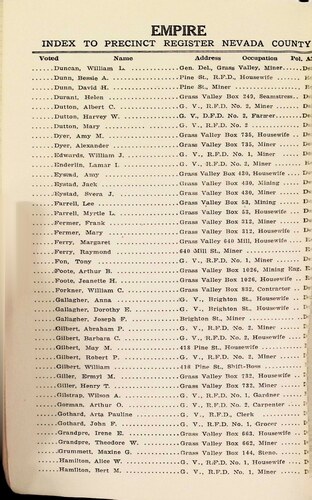 EMPIRE
INDEX TO PRECINCT REGISTER NEVADA COUNTY
Voted Name Address Occupation Pol.
Duncan, William L. Gen. Del., Grass Valley, Miner
Dunn, Bessie A. Pine St., R.F.D., Housewife
Dunn, David H. Pine St., Miner
Durant, Helen Grass Valley Box 243, Seamstress
Dutton, Albert C. G. V., R.F.D. No. 2, Miner
Dutton, Harvey W. G. V., D.F.D. No. 2, Farmer
Dutton, Mary G. V., R.F.D. No. 2
Dyer, Amy M. Grass Valley Box 735, Housewife
Dyer, Alexander Grass Valley Box 735, Miner
Edwards, William J. G. V., R.F.D. No. 1, Miner
Enderlin, Lamar I. G. V., R.F.D. No. 2, Miner
Eystad, Amy Grass Valley Box 430, Housewife
Eystad, Jack Grass Valley Box 430, Mining
Eystad, Svera J. Grass Valley Box 430, Miner
Farrell, Lee Grass Valley Box 53, Mining
Farrell, Myrtle L. Grass Valley Box 53, Housewife
Fermer, Frank Grass Valley Box 312, Miner
Fermer, Mary Grass Valley Box 312, Housewife
Ferry, Margaret Grass Valley 640 Mill, Housewife
Ferry, Raymond 640 Mill St., Miner
Fon, Tony G. V., R.F.D. No. 1, Miner
Foote, Arthur B. Grass Valley Box 1026, Mining Eng.
Foote, Jeanette H. Grass Valley Box 1026, Housewife
Forkner, William C. Grass Valley Box 832, Contractor
Gallagher, Anna G. V., Brighton St., Housewife
Gallagher, Dorothy E. G. V., Brighton St., Housewife
Gallagher, Joseph F. Brighton St., Miner
Gilbert, Abraham P. G. V., R.F.D. No. 2, Miner
Gilbert, Barbara C. G. V., R.F.D. No. 2, Housewife
Gilbert, May M. 418 Pine St., Housewife
Gilbert, Robert P. G. V., R.F.D. No. 2, Miner
Gilbert, William 416 Pine St., Shift-Boss
Giller, Ermyl M. Grass Valley Box 732, Housewife
Giller, Henry T. Grass Valley Box 732, Miner
Gilstrap, Wilson A. G. V., R.F.D. No. 1, Gardner
Gorman, Arthur O. G. V., R.F.D. No. 2, Carpenter
Gothard, Arta Pauline G. V., R.F.D., Clerk
Gothard, John F. G. V., R.F.D. No. 1, Grocer
Grandpre, Irene E. Grass Valley Box 663, Housewife
Grandpre, Theodore W. Grass Valley Box 462, Miner
Grummett, Maxine G. Grass Valley Box 144, Steno.
Hamilton, Alice W. G. V., R.F.D. No. 1, Housewife
Hamilton, Bert M. G. V., R.F.D. No. 1, Miner